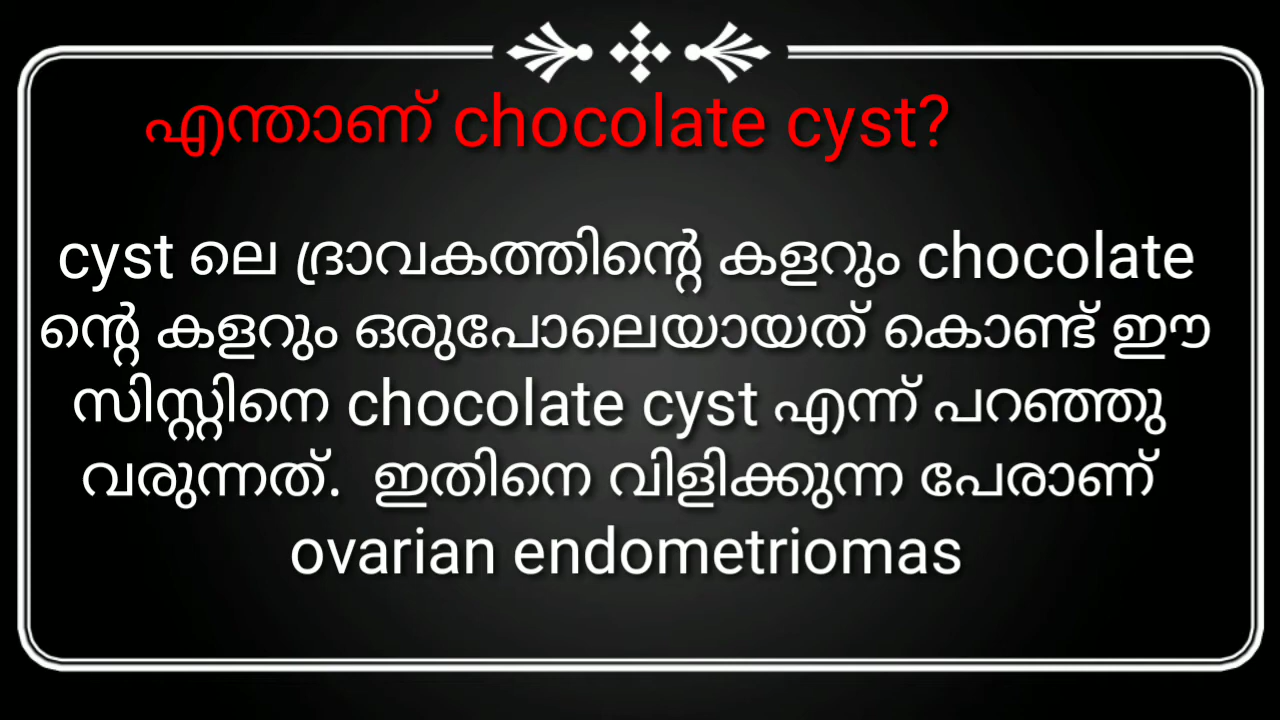 എന്താണ് chocolate cyst?
cyst ലെ ദ്രാവകത്തിന്റെ കളറും chocolate
ന്റെ കളറും ഒരുപോലെയായത് കൊണ്ട് ഈ
സിസ്റ്റിനെ chocolate cyst എന്ന് പറഞ്ഞു
വരുന്നത്.  ഇതിനെ വിളിക്കുന്ന പേരാണ്
ovarian endometriomas